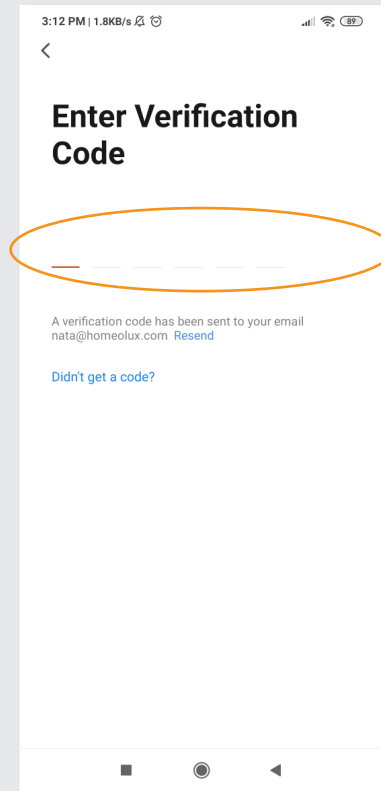 3:12 PM | 1.8KB/s
89
Enter Verification
Code
A verification code has been sent to your email
nata@homeolux.com Resend
Didn't get a code?